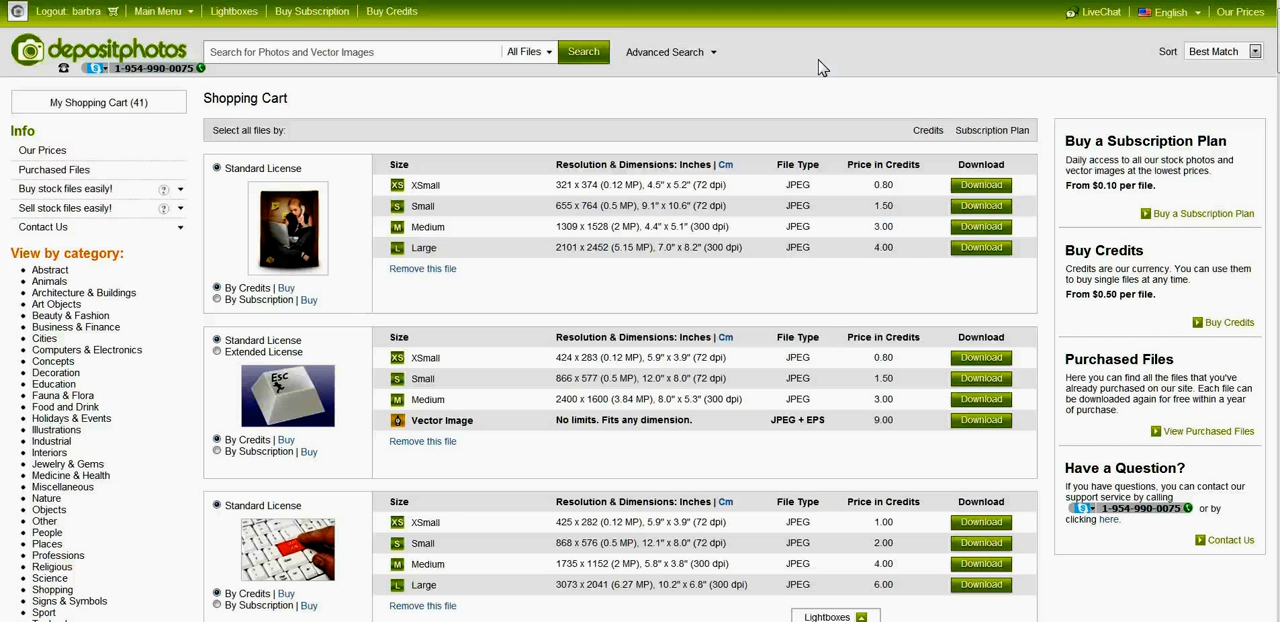 Logout: barbra Main Menu Lightboxes Buy Subscription Buy Credits LiveChat English Our Prices
depositphotos
1-954-990-0075
Search for Photos and Vector Images All Files Search Advanced Search Sort Best Match
My Shopping Cart (41)
Info
Our Prices
Purchased Files
Buy stock files easily! ?
Sell stock files easily! ?
Contact Us
View by category:
Abstract
Animals
Architecture & Buildings
Art Objects
Beauty & Fashion
Business & Finance
Cities
Computers & Electronics
Concepts
Decoration
Education
Fauna & Flora
Food and Drink
Holidays & Events
Illustrations
Industrial
Interiors
Jewelry & Gems
Medicine & Health
Miscellaneous
Nature
Objects
Other
People
Places
Professions
Religious
Science
Shopping
Signs & Symbols
Sport
Shopping Cart
Select all files by: Credits Subscription Plan
Standard License
By Credits | Buy
By Subscription | Buy
Size Resolution & Dimensions: Inches | Cm File Type Price in Credits Download
XS XSmall 321 x 374 (0.12 MP), 4.5" x 5.2" (72 dpi) JPEG 0.80 Download
S Small 655 x 764 (0.5 MP), 9.1" x 10.6" (72 dpi) JPEG 1.50 Download
M Medium 1309 x 1528 (2 MP), 4.4" x 5.1" (300 dpi) JPEG 3.00 Download
L Large 2101 x 2452 (5.15 MP), 7.0" x 8.2" (300 dpi) JPEG 4.00 Download
Remove this file
Standard License
Extended License
Esc
By Credits | Buy
By Subscription | Buy
Size Resolution & Dimensions: Inches | Cm File Type Price in Credits Download
XS XSmall 424 x 283 (0.12 MP), 5.9" x 3.9" (72 dpi) JPEG 0.80 Download
S Small 866 x 577 (0.5 MP), 12.0" x 8.0" (72 dpi) JPEG 1.50 Download
M Medium 2400 x 1600 (3.84 MP), 8.0" x 5.3" (300 dpi) JPEG 3.00 Download
Vector Image No limits. Fits any dimension. JPEG + EPS 9.00 Download
Remove this file
Standard License
By Credits | Buy
By Subscription | Buy
Size Resolution & Dimensions: Inches | Cm File Type Price in Credits Download
XS XSmall 425 x 282 (0.12 MP), 5.9" x 3.9" (72 dpi) JPEG 1.00 Download
S Small 868 x 576 (0.5 MP), 12.1" x 8.0" (72 dpi) JPEG 2.00 Download
M Medium 1735 x 1152 (2 MP), 5.8" x 3.8" (300 dpi) JPEG 4.00 Download
L Large 3073 x 2041 (6.27 MP), 10.2" x 6.8" (300 dpi) JPEG 6.00 Download
Remove this file
Lightboxes
Buy a Subscription Plan
Daily access to all our stock photos and
vector images at the lowest prices.
From $0.10 per file.
Buy a Subscription Plan
Buy Credits
Credits are our currency. You can use them
to buy single files at any time.
From $0.50 per file.
Buy Credits
Purchased Files
Here you can find all the files that you've
already purchased on our site. Each file can
be downloaded again for free within a year
of purchase.
View Purchased Files
Have a Question?
If you have questions, you can contact our
support service by calling
1-954-990-0075 or by
clicking here.
Contact Us